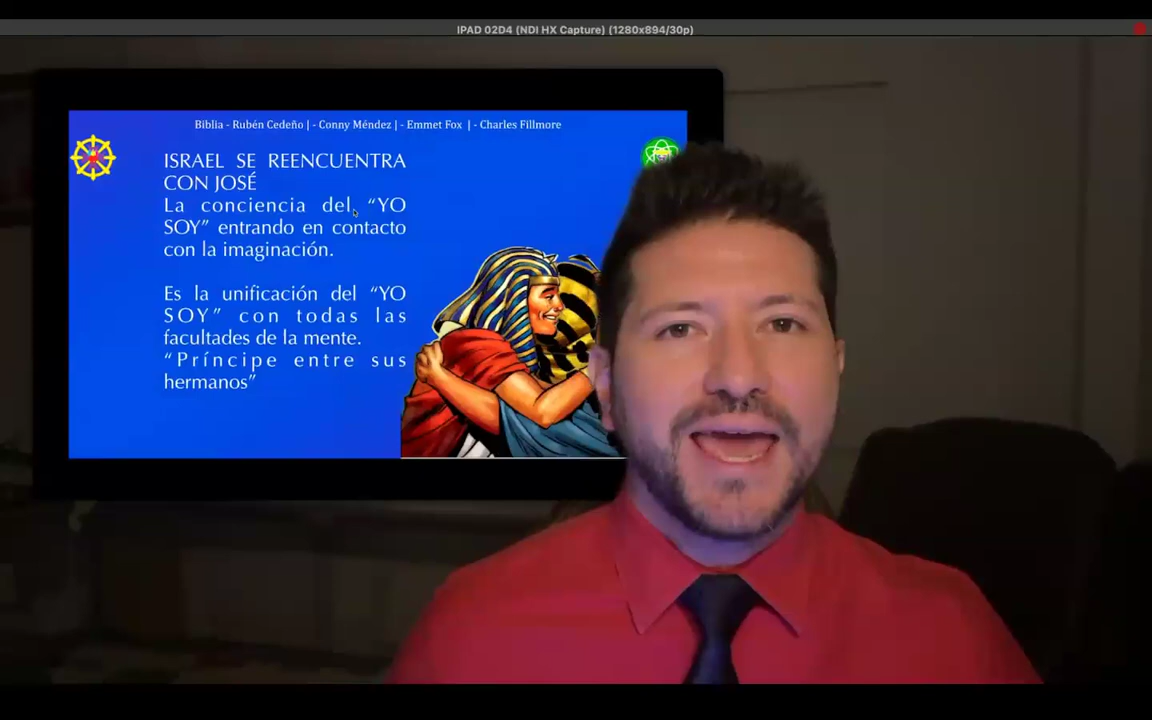 IPAD 02D4 (NDI HX Capture) (1280x894/30p)
Biblia - Rubén Cedeño | - Conny Méndez | - Emmet Fox | - Charles Fillmore
ISRAEL SE REENCUENTRA
CON JOSÉ
La conciencia del "YO
SOY" entrando en contacto
con la imaginación.
Es la unificación del "YO
SOY" con todas las
facultades de la mente.
"Príncipe entre sus
hermanos"